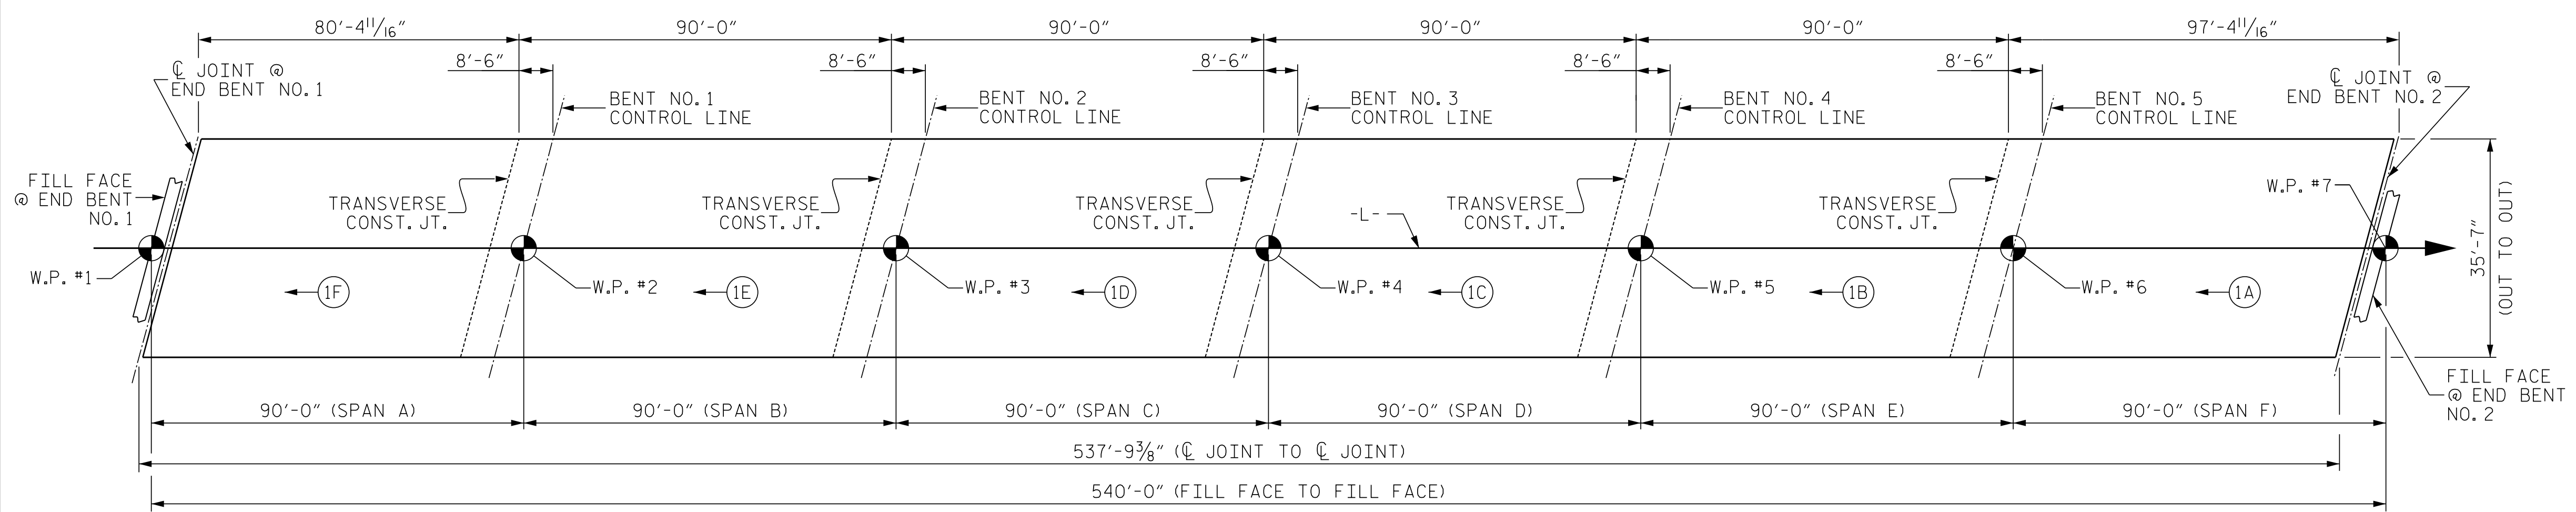 80'-4 11/16"
90'-0"
90'-0"
90'-0"
90'-0"
97'-4 11/16"
8'-6"
8'-6"
8'-6"
8'-6"
8'-6"
℄ JOINT @
END BENT NO. 1
BENT NO. 1
CONTROL LINE
BENT NO. 2
CONTROL LINE
BENT NO. 3
CONTROL LINE
BENT NO. 4
CONTROL LINE
BENT NO. 5
CONTROL LINE
℄ JOINT @
END BENT NO. 2
FILL FACE
@ END BENT
NO. 1
TRANSVERSE
CONST. JT.
TRANSVERSE
CONST. JT.
TRANSVERSE
CONST. JT.
-L-
TRANSVERSE
CONST. JT.
TRANSVERSE
CONST. JT.
W.P. #7
35'-7"
(OUT TO OUT)
W.P. #1
1F
W.P. #2
1E
W.P. #3
1D
W.P. #4
1C
W.P. #5
1B
W.P. #6
1A
FILL FACE
@ END BENT
NO. 2
90'-0" (SPAN A)
90'-0" (SPAN B)
90'-0" (SPAN C)
90'-0" (SPAN D)
90'-0" (SPAN E)
90'-0" (SPAN F)
537'-9 3/8" (℄ JOINT TO ℄ JOINT)
540'-0" (FILL FACE TO FILL FACE)